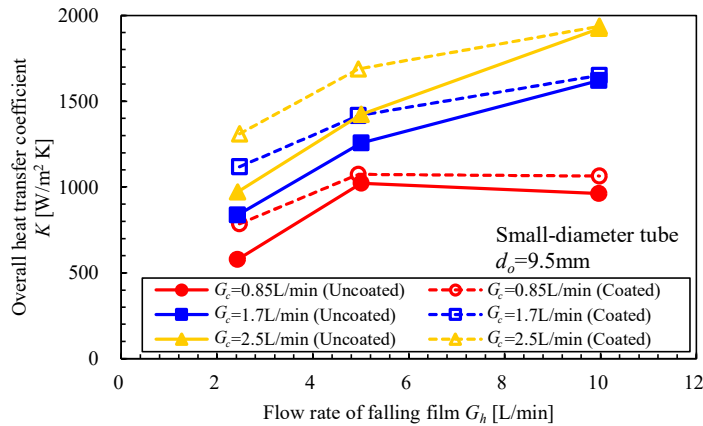 Overall heat transfer coefficient
K [W/m² K]
2000
1500
1000
500
0
Small-diameter tube
dₒ=9.5mm
G_c=0.85L/min (Uncoated) G_c=0.85L/min (Coated)
G_c=1.7L/min (Uncoated) G_c=1.7L/min (Coated)
G_c=2.5L/min (Uncoated) G_c=2.5L/min (Coated)
0 2 4 6 8 10 12
Flow rate of falling film G_h [L/min]